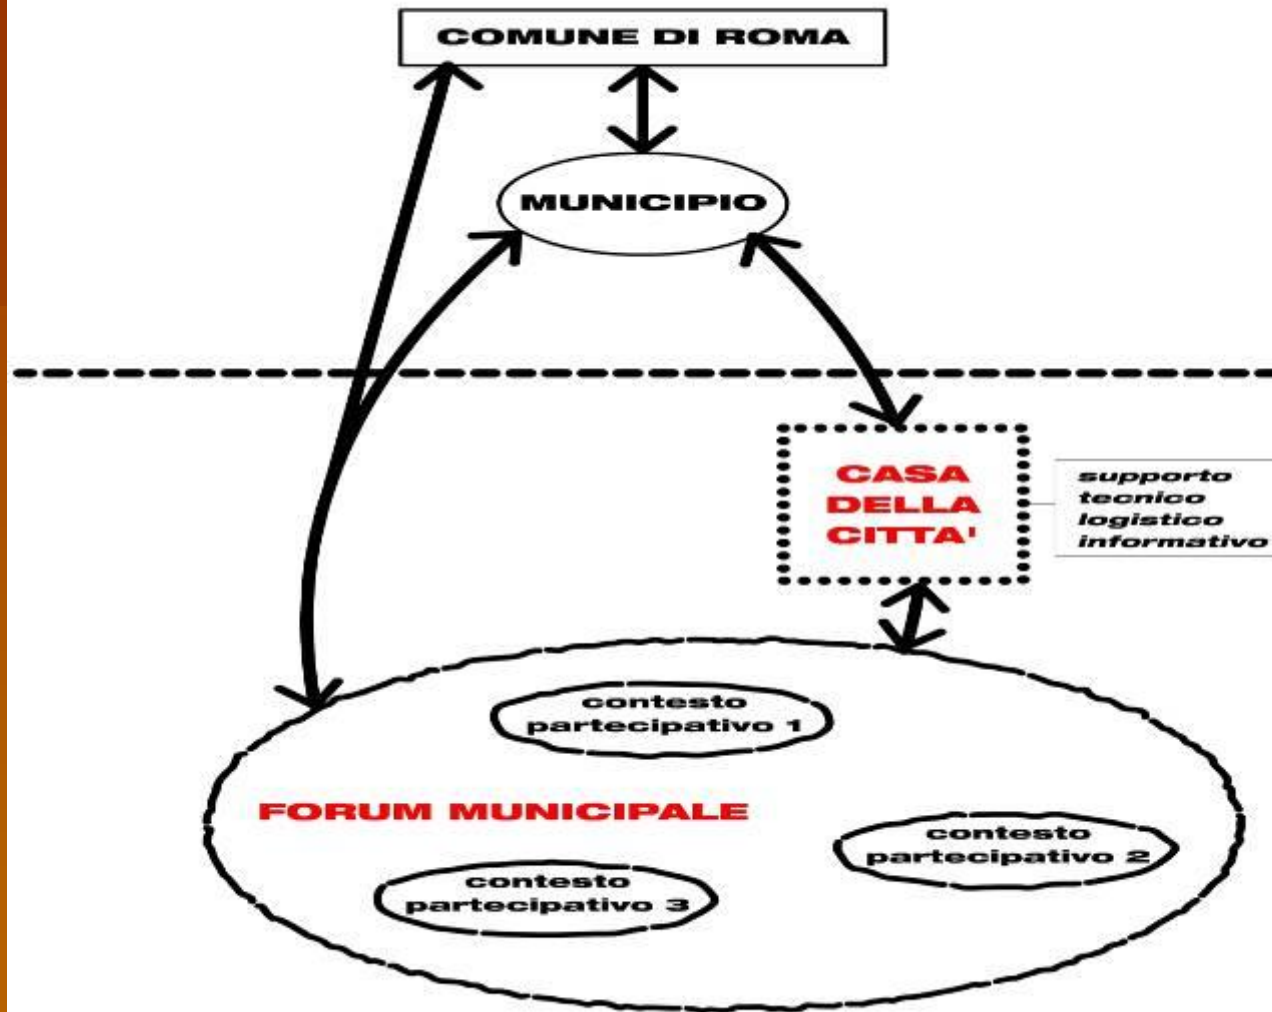 COMUNE DI ROMA
MUNICIPIO
CASA
DELLA
CITTA'
supporto
tecnico
logistico
informativo
contesto
partecipativo 1
FORUM MUNICIPALE
contesto
partecipativo 2
contesto
partecipativo 3